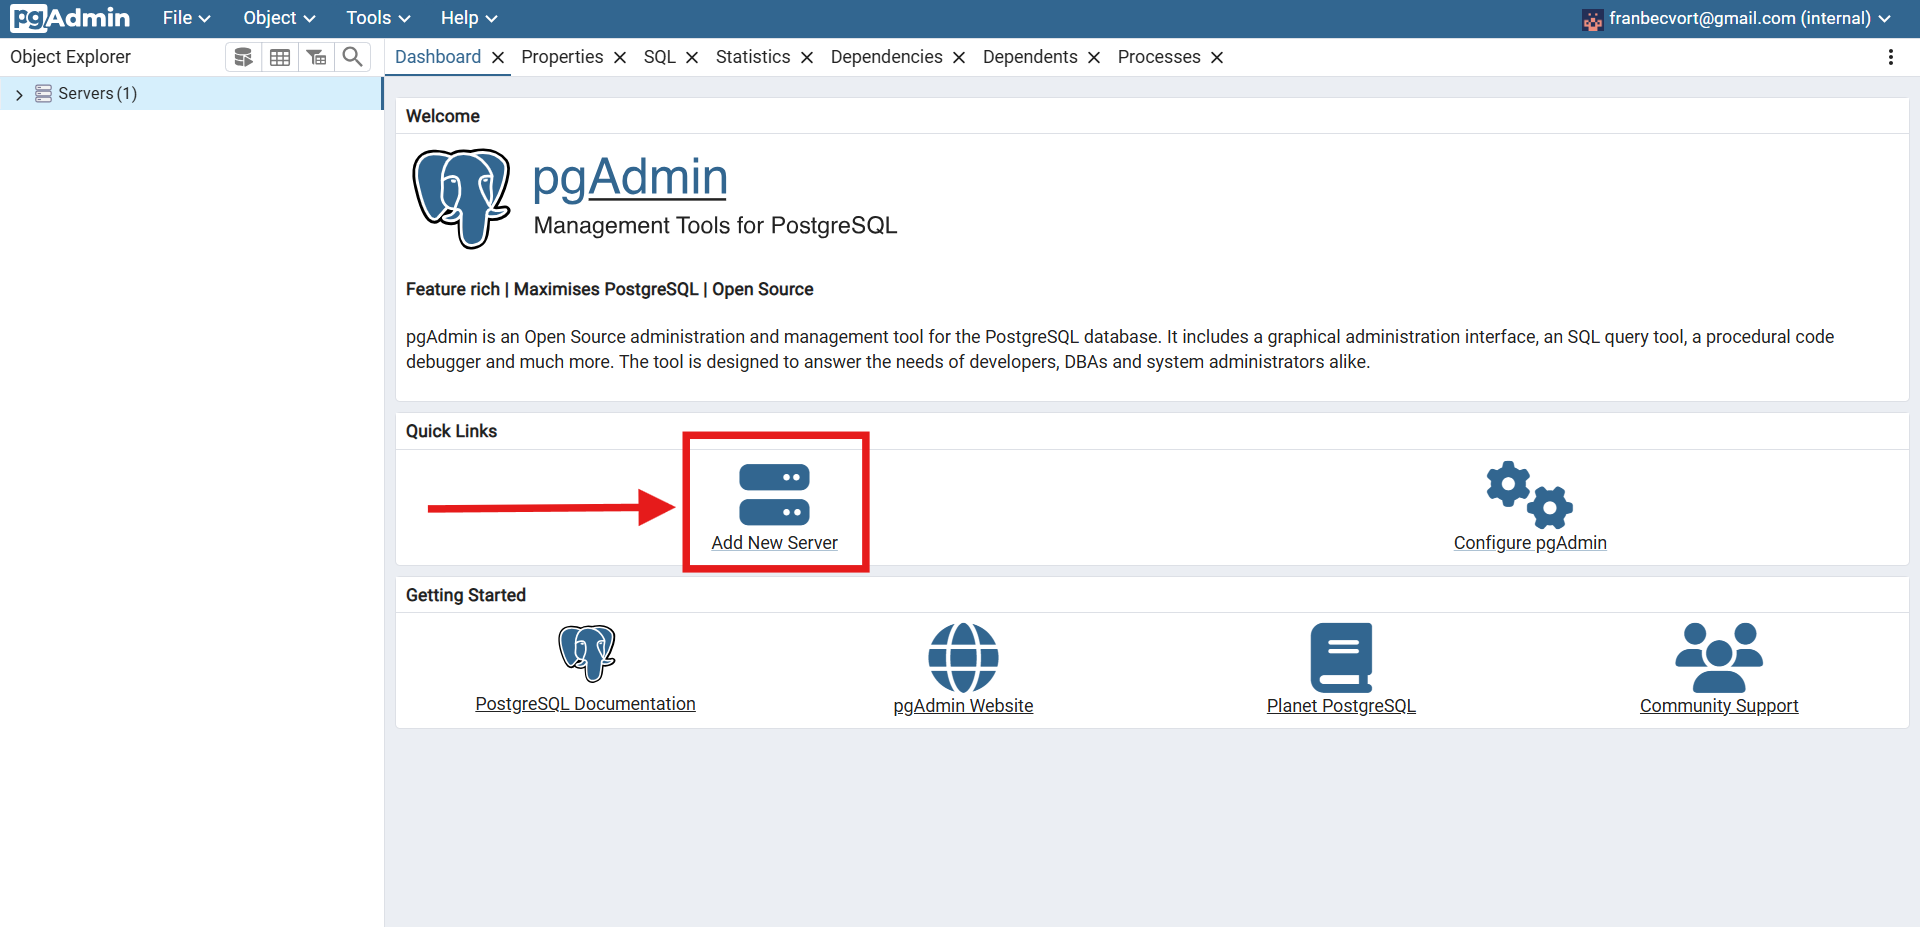 pgAdmin File Object Tools Help franbecvort@gmail.com (internal)
Object Explorer Dashboard Properties SQL Statistics Dependencies Dependents Processes
Servers (1)
Welcome
pgAdmin
Management Tools for PostgreSQL
Feature rich | Maximises PostgreSQL | Open Source
pgAdmin is an Open Source administration and management tool for the PostgreSQL database. It includes a graphical administration interface, an SQL query tool, a procedural code
debugger and much more. The tool is designed to answer the needs of developers, DBAs and system administrators alike.
Quick Links
Add New Server Configure pgAdmin
Getting Started
PostgreSQL Documentation pgAdmin Website Planet PostgreSQL Community Support